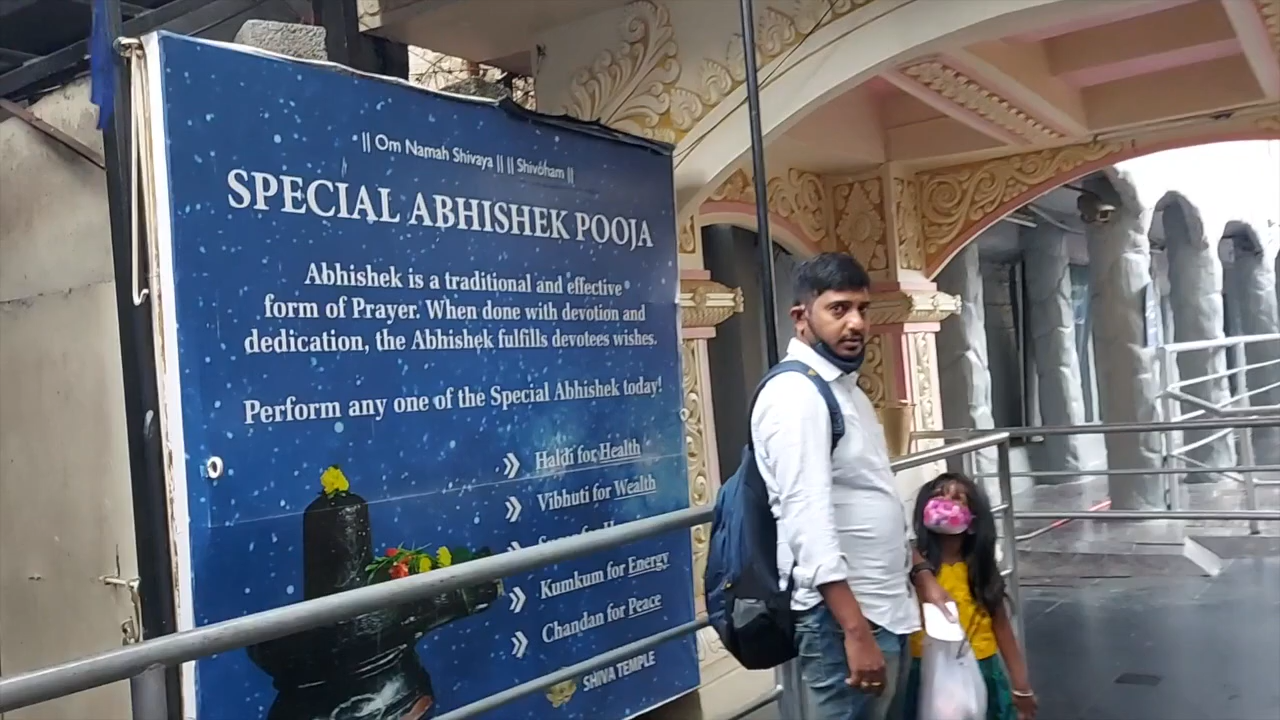 || Om Namah Shivaya || || Shivoham ||
SPECIAL ABHISHEK POOJA
Abhishek is a traditional and effective
form of Prayer. When done with devotion and
dedication, the Abhishek fulfills devotees wishes.
Perform any one of the Special Abhishek today!
» Haldi for Health
» Vibhuti for Wealth
» for
» Kumkum for Energy
» Chandan for Peace
SHIVA TEMPLE